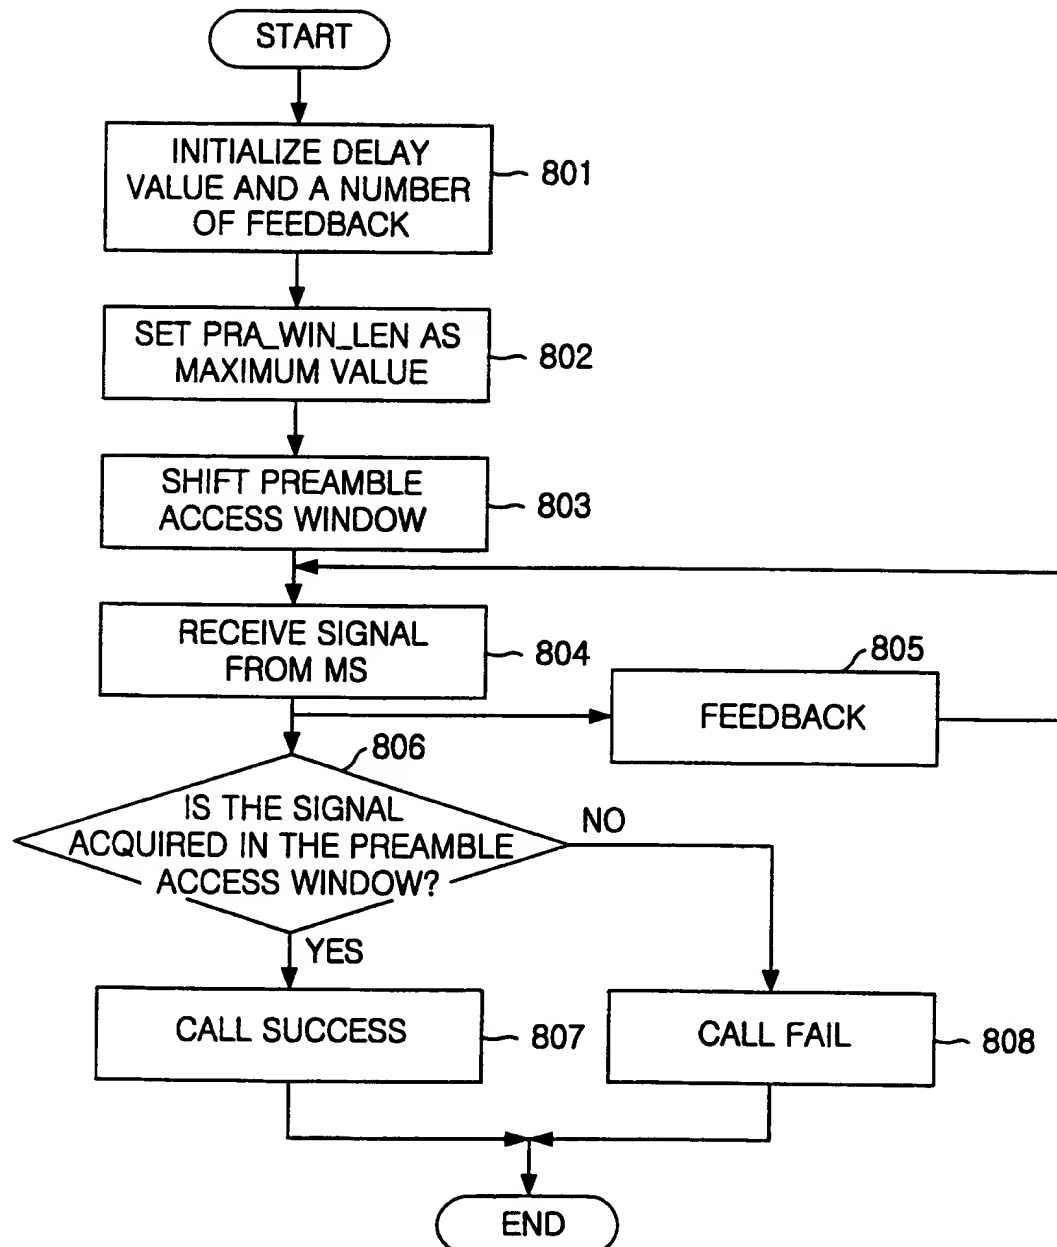 START
INITIALIZE DELAY
VALUE AND A NUMBER
OF FEEDBACK
801
SET PRA_WIN_LEN AS
MAXIMUM VALUE
802
SHIFT PREAMBLE
ACCESS WINDOW
803
RECEIVE SIGNAL
FROM MS
804
805
FEEDBACK
806
IS THE SIGNAL
ACQUIRED IN THE PREAMBLE
ACCESS WINDOW?
NO
YES
CALL SUCCESS
807
CALL FAIL
808
END